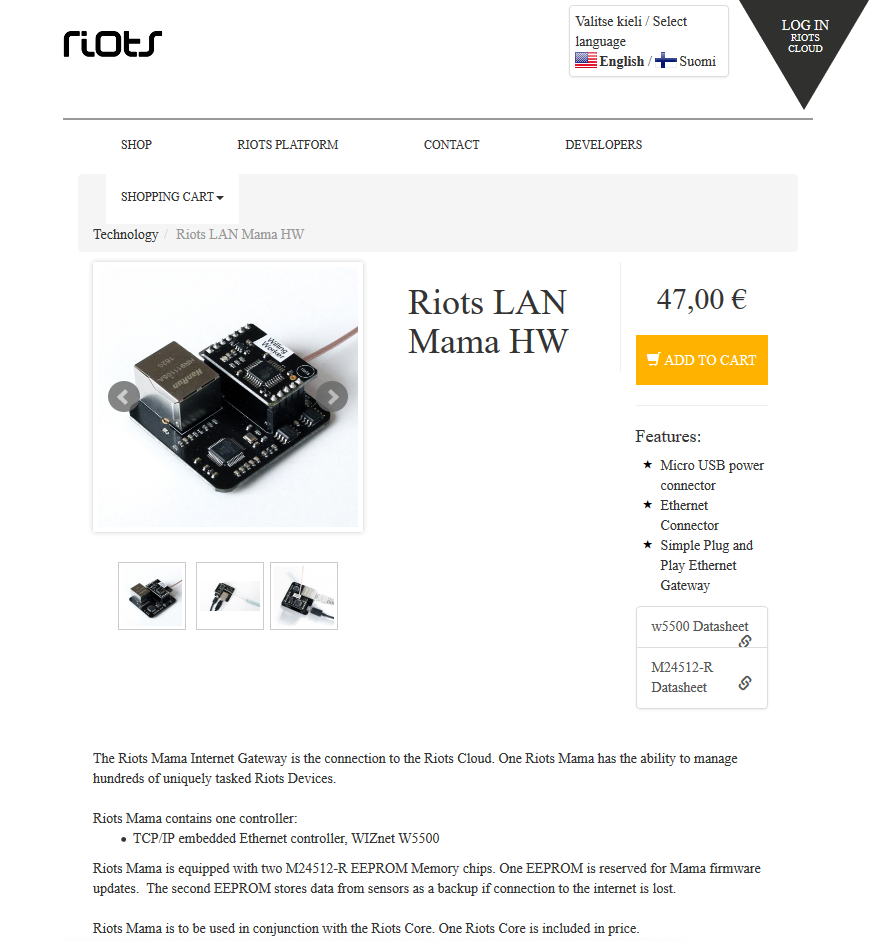 riots
Valitse kieli / Select
language
English / Suomi
LOG IN
RIOTS
CLOUD
SHOP RIOTS PLATFORM CONTACT DEVELOPERS
SHOPPING CART
Technology / Riots LAN Mama HW
Willing
Worker
HanRun
Riots LAN
Mama HW
47,00 €
ADD TO CART
Features:
Micro USB power
connector
Ethernet
Connector
Simple Plug and
Play Ethernet
Gateway
w5500 Datasheet
M24512-R
Datasheet
The Riots Mama Internet Gateway is the connection to the Riots Cloud. One Riots Mama has the ability to manage
hundreds of uniquely tasked Riots Devices.
Riots Mama contains one controller:
TCP/IP embedded Ethernet controller, WIZnet W5500
Riots Mama is equipped with two M24512-R EEPROM Memory chips. One EEPROM is reserved for Mama firmware
updates.  The second EEPROM stores data from sensors as a backup if connection to the internet is lost.
Riots Mama is to be used in conjunction with the Riots Core. One Riots Core is included in price.